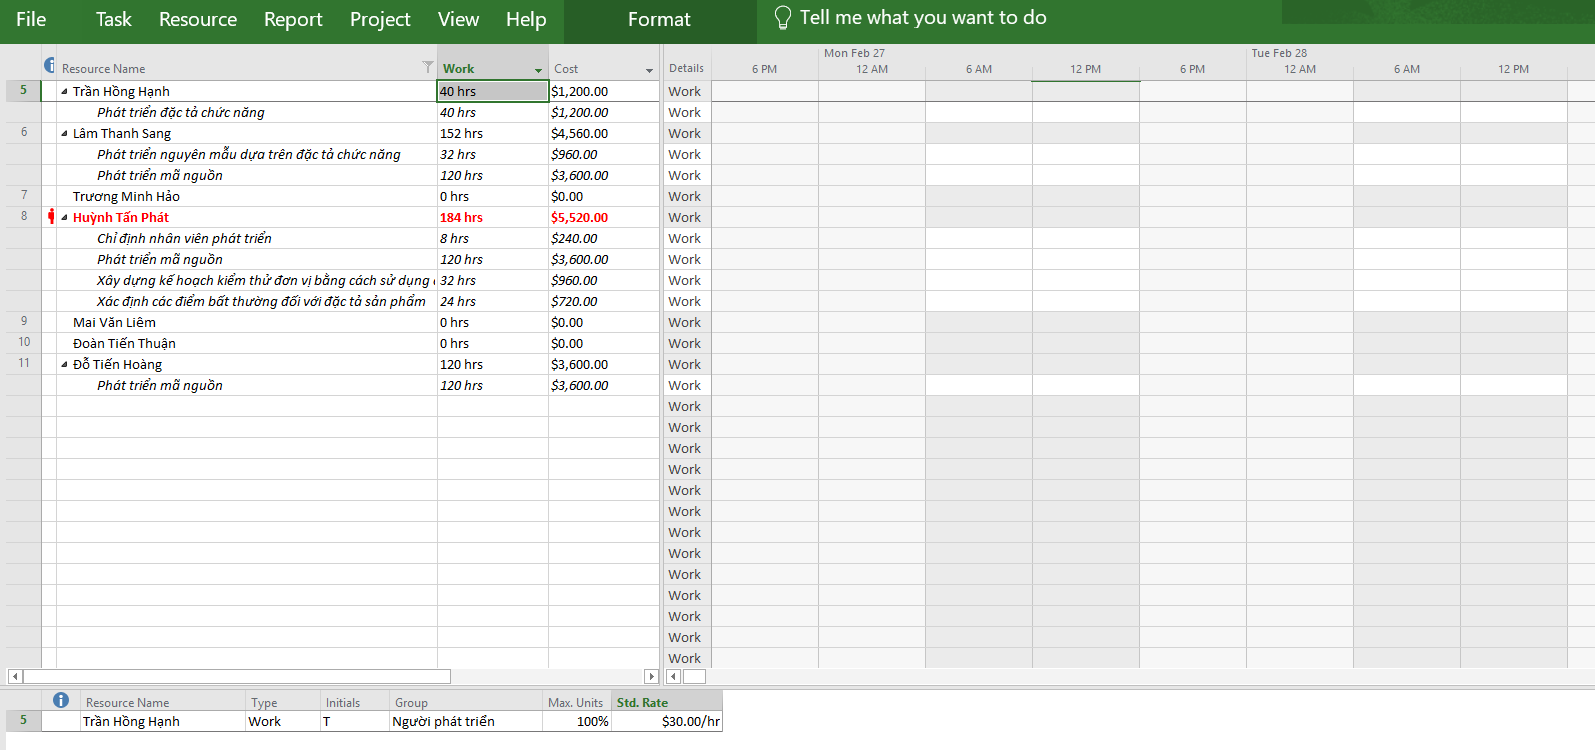 File Task Resource Report Project View Help Format Tell me what you want to do
Mon Feb 27 Tue Feb 28
Resource Name Work Cost Details 6 PM 12 AM 6 AM 12 PM 6 PM 12 AM 6 AM 12 PM
5 Trần Hồng Hạnh 40 hrs $1,200.00 Work
Phát triển đặc tả chức năng 40 hrs $1,200.00 Work
6 Lâm Thanh Sang 152 hrs $4,560.00 Work
Phát triển nguyên mẫu dựa trên đặc tả chức năng 32 hrs $960.00 Work
Phát triển mã nguồn 120 hrs $3,600.00 Work
7 Trương Minh Hảo 0 hrs $0.00 Work
8 Huỳnh Tấn Phát 184 hrs $5,520.00 Work
Chỉ định nhân viên phát triển 8 hrs $240.00 Work
Phát triển mã nguồn 120 hrs $3,600.00 Work
Xây dựng kế hoạch kiểm thử đơn vị bằng cách sử dụng 32 hrs $960.00 Work
Xác định các điểm bất thường đối với đặc tả sản phẩm 24 hrs $720.00 Work
9 Mai Văn Liêm 0 hrs $0.00 Work
10 Đoàn Tiến Thuận 0 hrs $0.00 Work
11 Đỗ Tiến Hoàng 120 hrs $3,600.00 Work
Phát triển mã nguồn 120 hrs $3,600.00 Work
Work
Work
Work
Work
Work
Work
Work
Work
Work
Work
Work
Work
Work
Resource Name Type Initials Group Max. Units Std. Rate
5 Trần Hồng Hạnh Work T Người phát triển 100% $30.00/hr